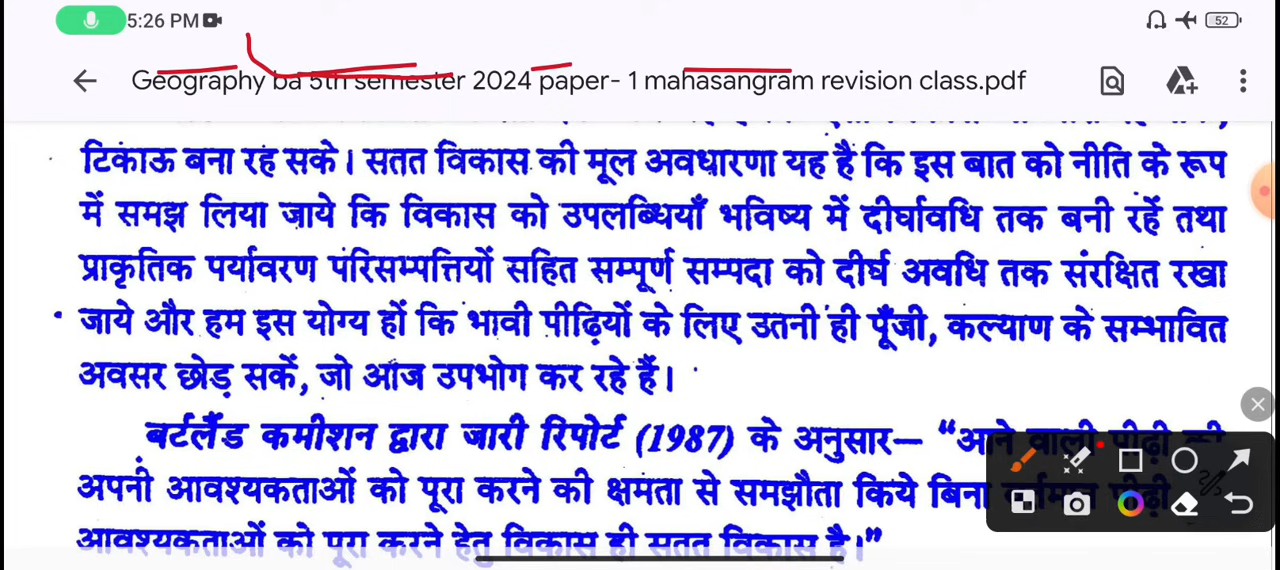 5:26 PM
52
Geography ba 5th semester 2024 paper- 1 mahasangram revision class.pdf
टिकाऊ बना रह सके। सतत विकास की मूल अवधारणा यह है कि इस बात को नीति के रूप
में समझ लिया जाये कि विकास को उपलब्धियाँ भविष्य में दीर्घावधि तक बनी रहें तथा
प्राकृतिक पर्यावरण परिसम्पत्तियों सहित सम्पूर्ण सम्पदा को दीर्घ अवधि तक संरक्षित रखा
जाये और हम इस योग्य हों कि भावी पीढ़ियों के लिए उतनी ही पूँजी, कल्याण के सम्भावित
अवसर छोड़ सकें, जो आज उपभोग कर रहे हैं।
बर्टलैंड कमीशन द्वारा जारी रिपोर्ट (1987) के अनुसार— “आने वाली पीढ़ी की
अपनी आवश्यकताओं को पूरा करने की क्षमता से समझौता किये बिना वर्तमान पीढ़ी
आवश्यकताओं को पूरा करने हेतु विकास ही सतत विकास है।”